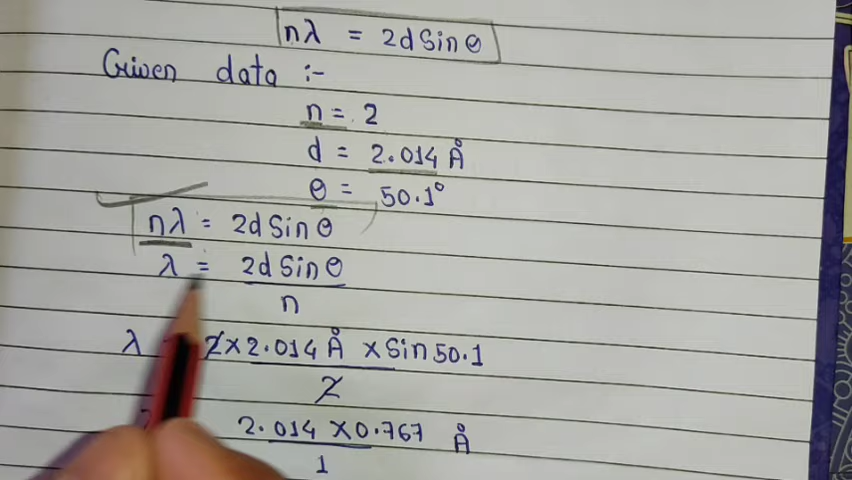 nλ = 2d Sin θ
Given data :-
n = 2
d = 2.014 Å
θ = 50.1°
nλ = 2d Sin θ
λ = 2d Sin θ
n
λ 2 × 2.014 Å × Sin 50.1
2
2.014 × 0.767 Å
1